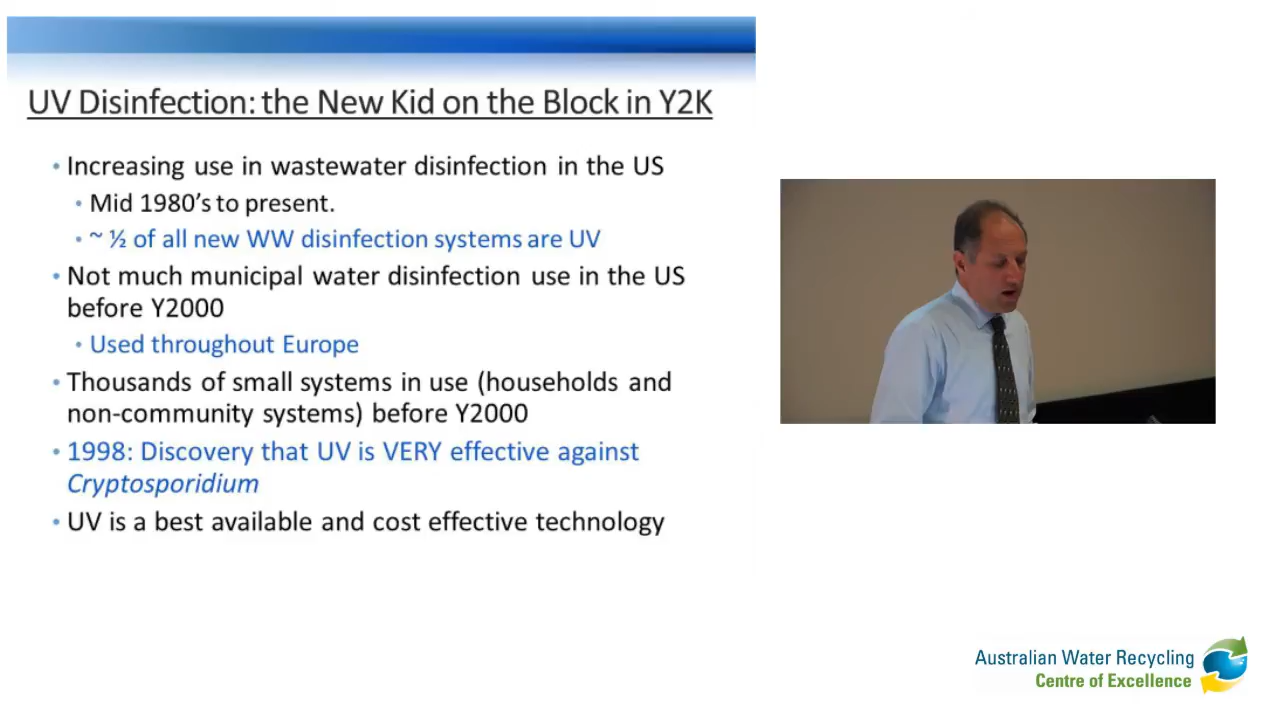 UV Disinfection: the New Kid on the Block in Y2K
• Increasing use in wastewater disinfection in the US
• Mid 1980's to present.
• ~ ½ of all new WW disinfection systems are UV
• Not much municipal water disinfection use in the US
before Y2000
• Used throughout Europe
• Thousands of small systems in use (households and
non-community systems) before Y2000
• 1998: Discovery that UV is VERY effective against
Cryptosporidium
• UV is a best available and cost effective technology
Australian Water Recycling
Centre of Excellence